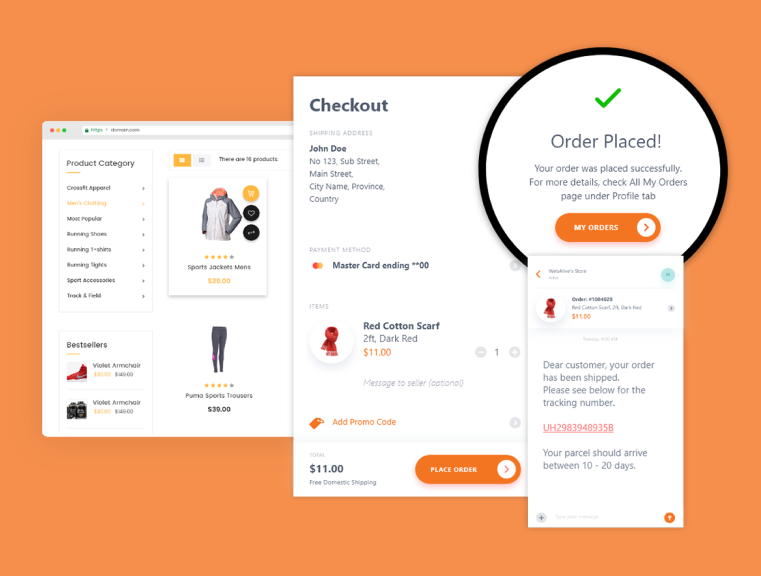 https - domain.com
Product Category
Crossfit Apparel
Men's Clothing
Most Popular
Running Shoes
Running T-shirts
Running Tights
Sport Accessories
Track & Field
Bestsellers
Violet Armchair
$149.00
Violet Armchair
$149.00
There are 16 products.
Sports Jackets Mens
$39.00
Puma Sports Trousers
$39.00
Checkout
SHIPPING ADDRESS
John Doe
No 123, Sub Street,
Main Street,
City Name, Province,
Country
PAYMENT METHOD
Master Card ending **00
ITEMS
Red Cotton Scarf
2ft, Dark Red
$11.00
1
Message to seller (optional)
Add Promo Code
TOTAL
$11.00
Free Domestic Shipping
PLACE ORDER
Order Placed!
Your order was placed successfully.
For more details, check All My Orders
page under Profile tab
MY ORDERS
WebAlive's Store
Order: #1084929
Red Cotton Scarf, 2ft, Dark Red
$11.00
Dear customer, your order
has been shipped.
Please see below for the
tracking number.
UH2983948935B
Your parcel should arrive
between 10 - 20 days.
Type your message